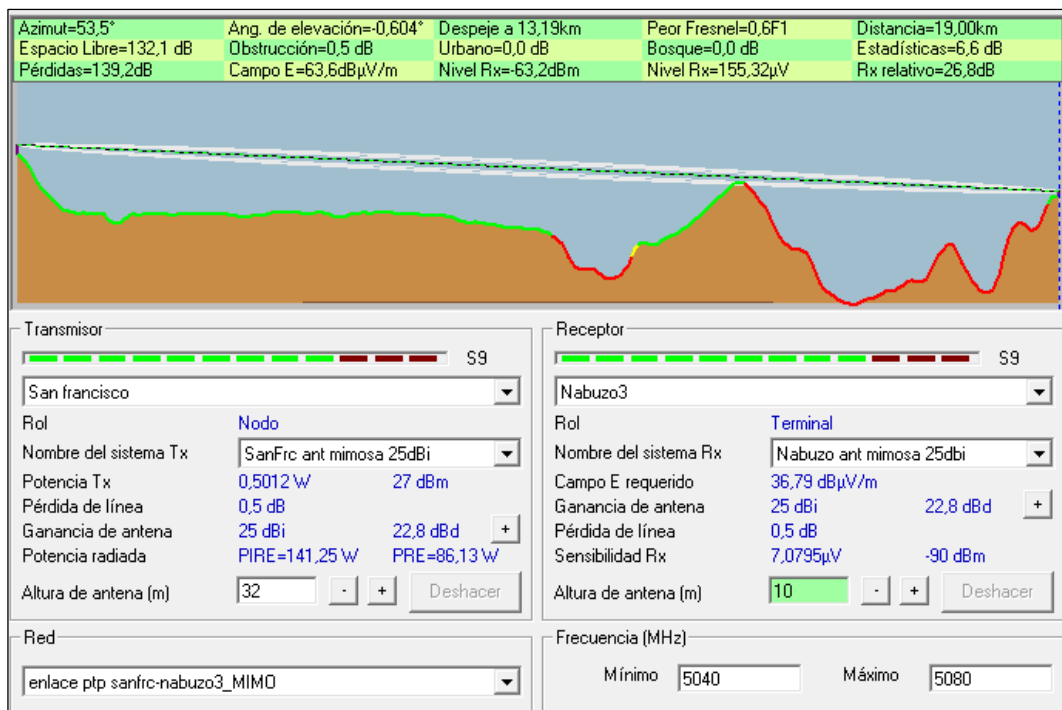 Azimut=53,5° Ang. de elevación=-0,604° Despeje a 13,19km Peor Fresnel=0,6F1 Distancia=19,00km
Espacio Libre=132,1 dB Obstrucción=0,5 dB Urbano=0,0 dB Bosque=0,0 dB Estadísticas=6,6 dB
Pérdidas=139,2dB Campo E=63,6dBµV/m Nivel Rx=-63,2dBm Nivel Rx=155,32µV Rx relativo=26,8dB
Transmisor
S9
San francisco
Rol Nodo
Nombre del sistema Tx SanFrc ant mimosa 25dBi
Potencia Tx 0,5012 W 27 dBm
Pérdida de línea 0,5 dB
Ganancia de antena 25 dBi 22,8 dBd +
Potencia radiada PIRE=141,25 W PRE=86,13 W
Altura de antena (m) 32 - + Deshacer
Receptor
S9
Nabuzo3
Rol Terminal
Nombre del sistema Rx Nabuzo ant mimosa 25dbi
Campo E requerido 36,79 dBµV/m
Ganancia de antena 25 dBi 22,8 dBd +
Pérdida de línea 0,5 dB
Sensibilidad Rx 7,0795µV -90 dBm
Altura de antena (m) 10 - + Deshacer
Red
enlace ptp sanfrc-nabuzo3_MIMO
Frecuencia (MHz)
Mínimo 5040 Máximo 5080